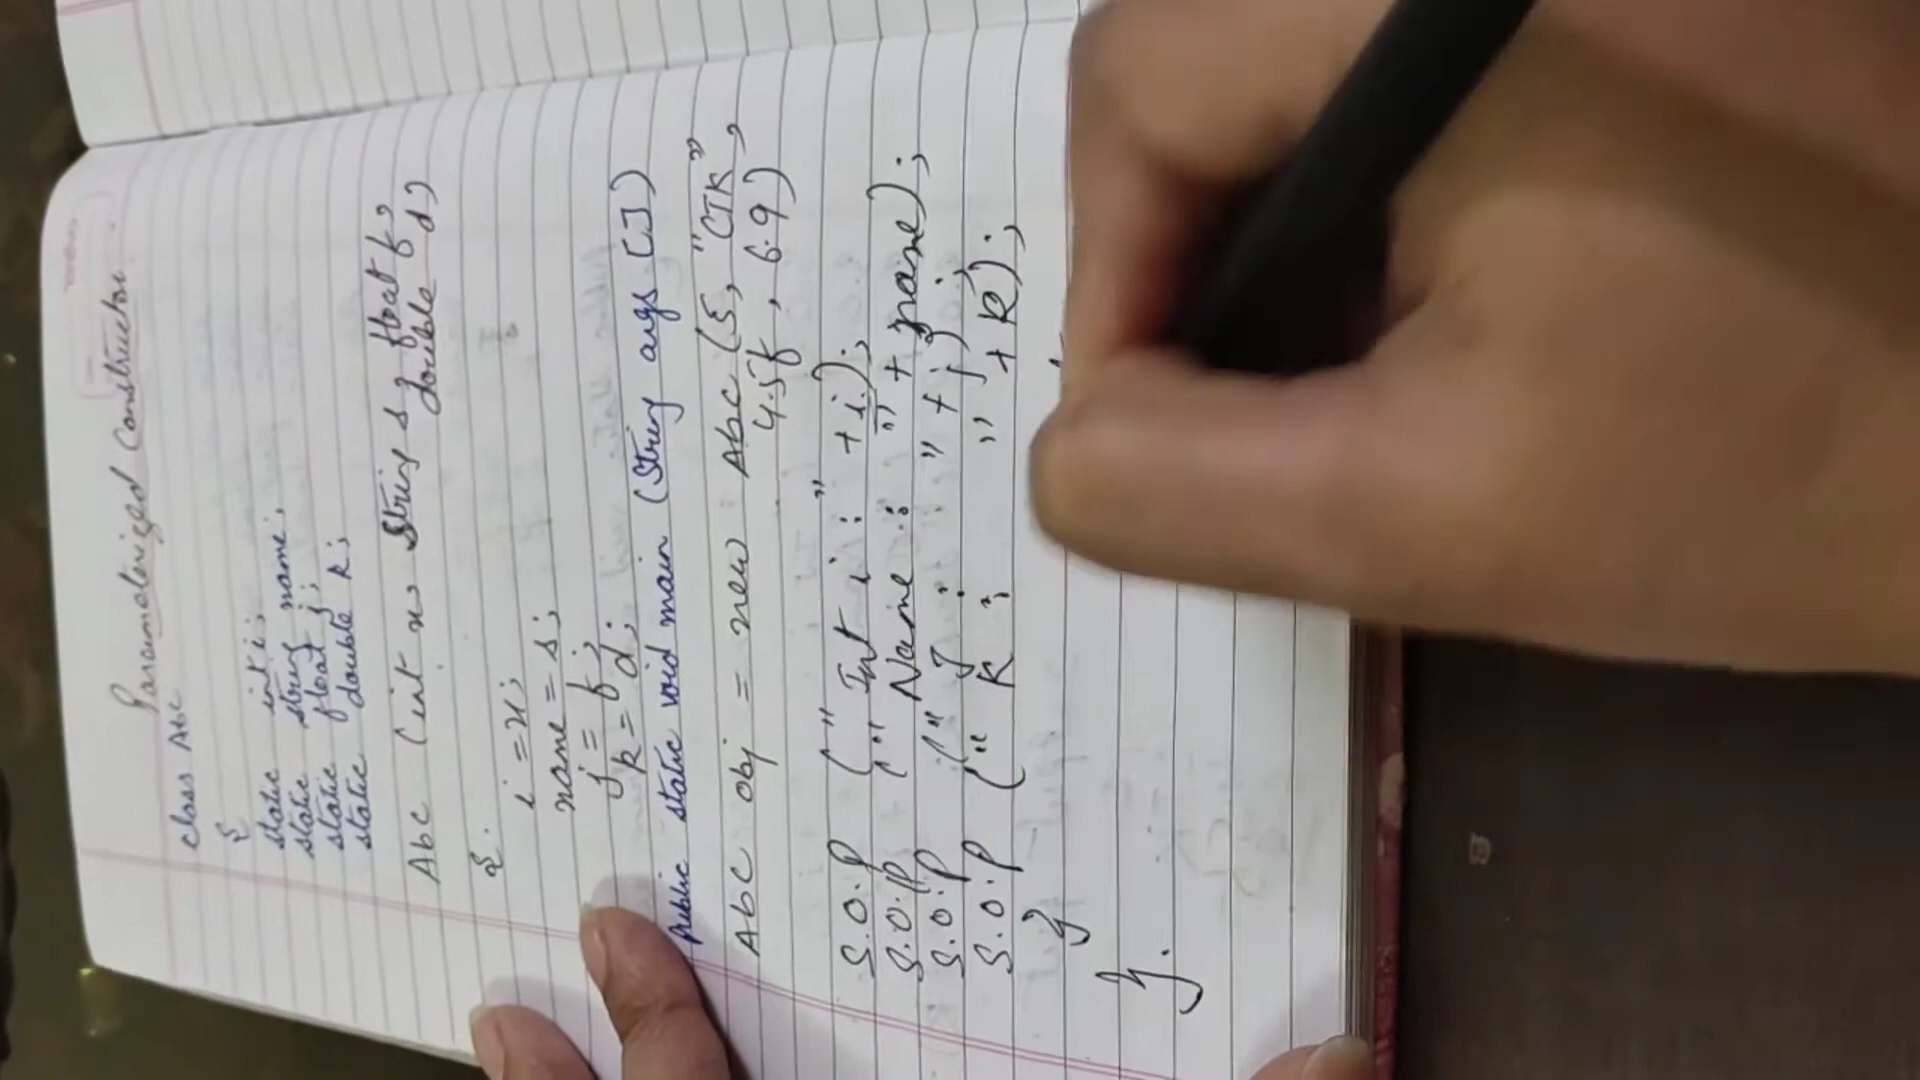 Parameterized Constructor
class Abc
{
static int i;
static string name;
static float j;
static double k;
Abc (int x, String s, float f,
double d)
{
i = x;
name = s;
j = f;
k = d;
Public static void main (String args [])
Abc obj = new Abc (5, "CJK",
4.5f, 6.9)
S.O.P (" Int i : " + i);
S.O.P (" Name : " + name);
S.O.P (" J : " + j);
S.O.P (" K : " + k);
}
}.